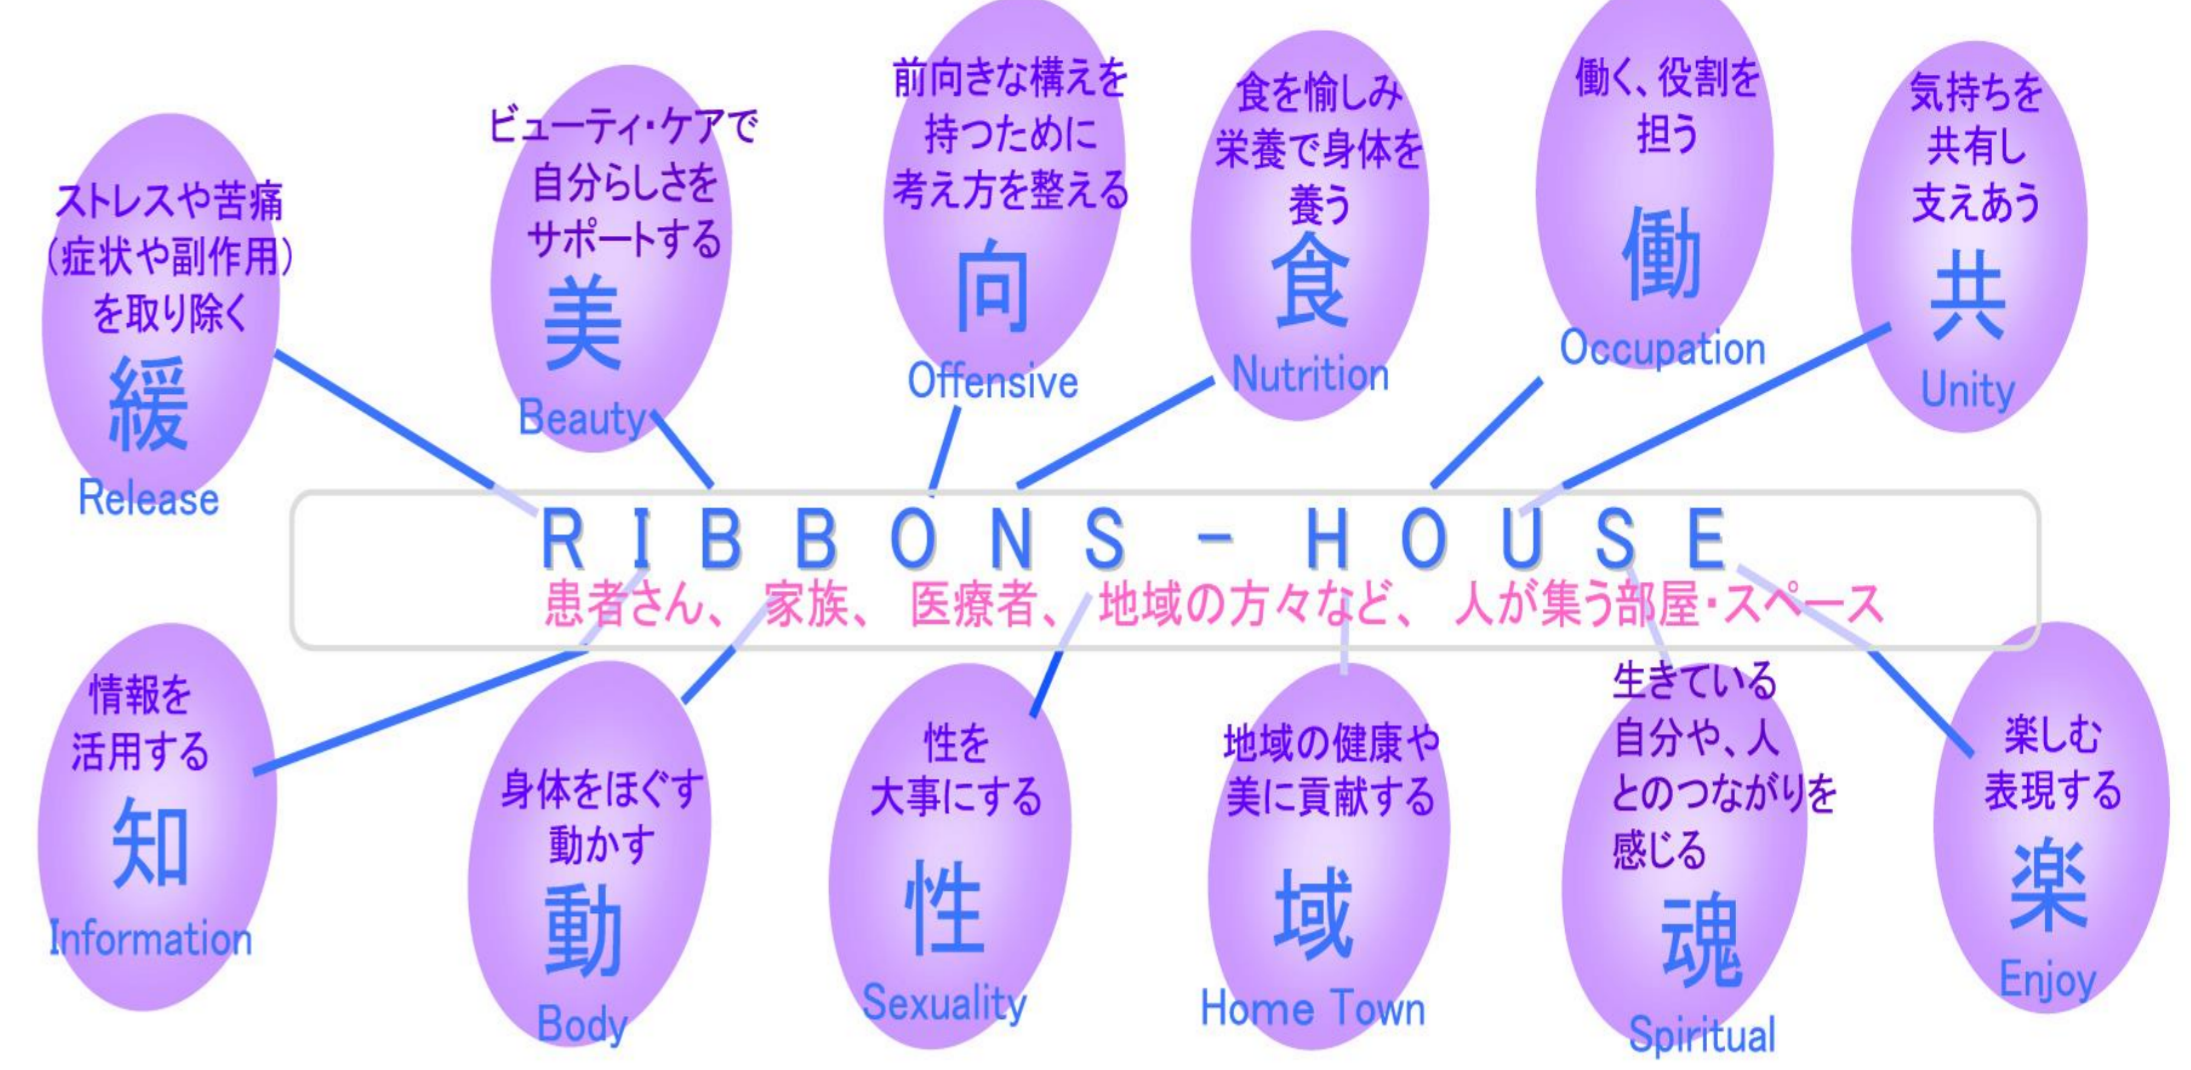 ストレスや苦痛
(症状や副作用)
を取り除く
緩
Release
ビューティ・ケアで
自分らしさを
サポートする
美
Beauty
前向きな構えを
持つために
考え方を整える
向
Offensive
食を愉しみ
栄養で身体を
養う
食
Nutrition
働く、役割を
担う
働
Occupation
気持ちを
共有し
支えあう
共
Unity
RIBBONS-HOUSE
患者さん、家族、医療者、地域の方々など、人が集う部屋・スペース
情報を
活用する
知
Information
身体をほぐす
動かす
動
Body
性を
大事にする
性
Sexuality
地域の健康や
美に貢献する
域
Home Town
生きている
自分や、人
とのつながりを
感じる
魂
Spiritual
楽しむ
表現する
楽
Enjoy